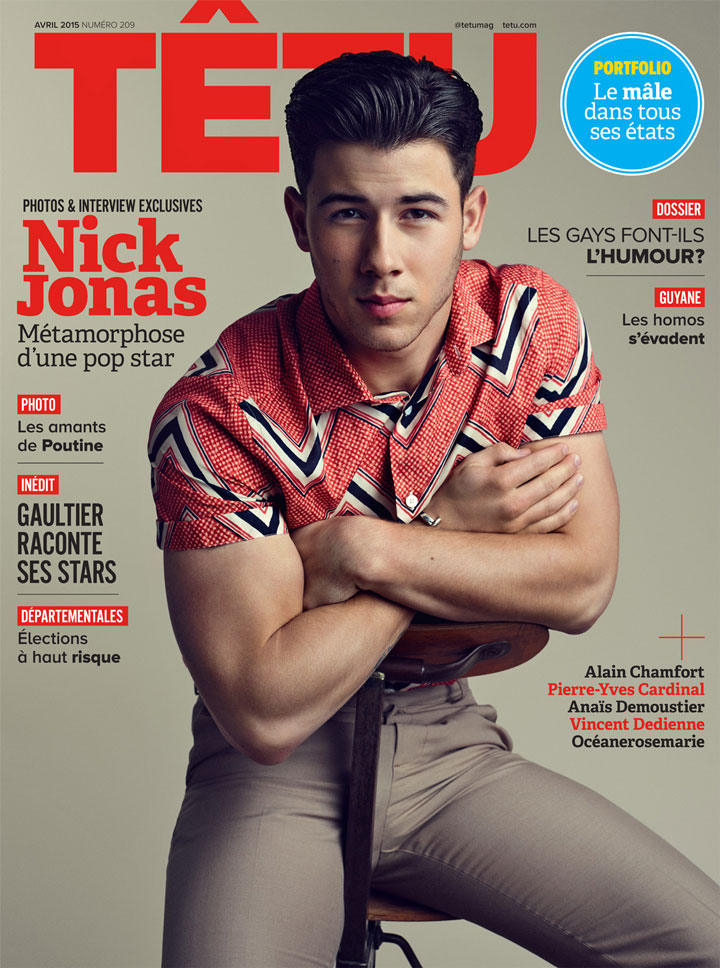 AVRIL 2015 NUMÉRO 209
@tetumag tetu.com
TÊTU
PORTFOLIO
Le mâle
dans tous
ses états
PHOTOS & INTERVIEW EXCLUSIVES
Nick
Jonas
Métamorphose
d'une pop star
PHOTO
Les amants
de Poutine
INÉDIT
GAULTIER
RACONTE
SES STARS
DÉPARTEMENTALES
Élections
à haut risque
DOSSIER
LES GAYS FONT-ILS
L'HUMOUR?
GUYANE
Les homos
s'évadent
+
Alain Chamfort
Pierre-Yves Cardinal
Anaïs Demoustier
Vincent Dedienne
Océanerosemarie